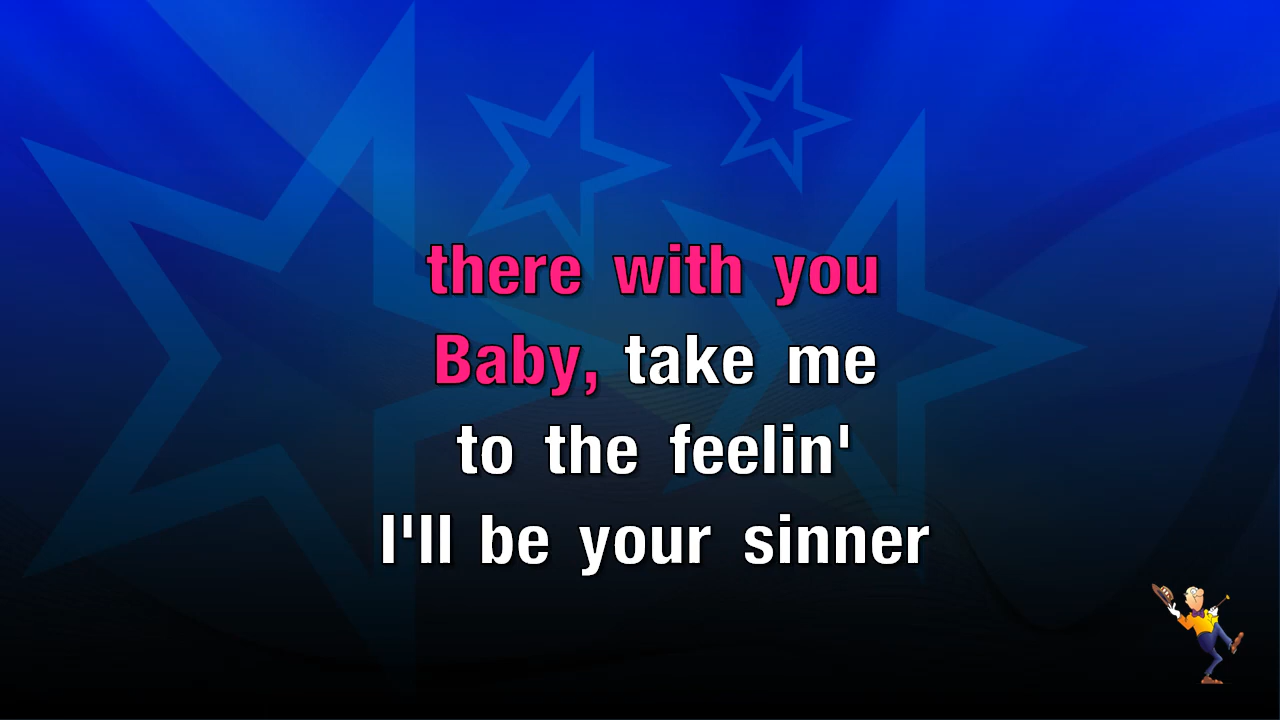 there with you
Baby, take me
to the feelin'
I'll be your sinner